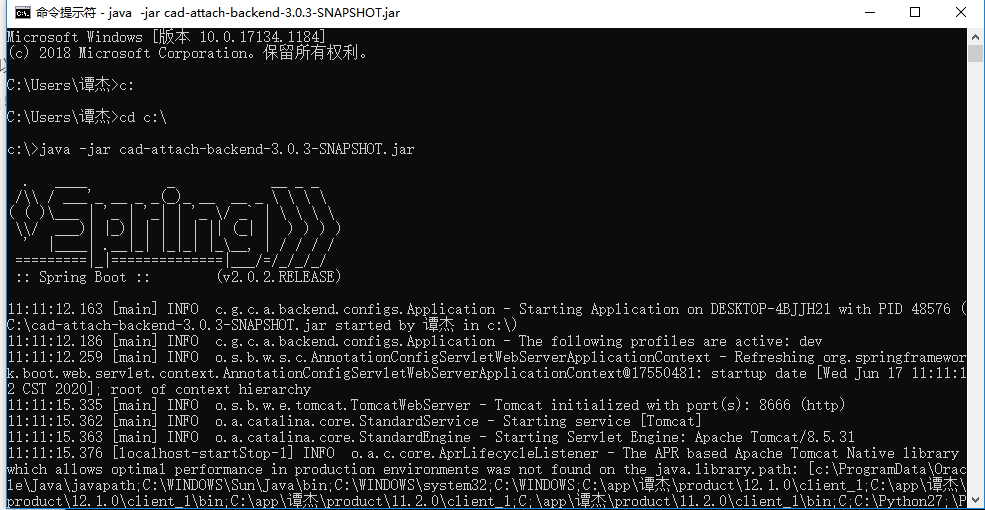 命令提示符 - java -jar cad-attach-backend-3.0.3-SNAPSHOT.jar
Microsoft Windows [版本 10.0.17134.1184]
(c) 2018 Microsoft Corporation。保留所有权利。
C:\Users\谭杰>c:
C:\Users\谭杰>cd c:\
c:\>java -jar cad-attach-backend-3.0.3-SNAPSHOT.jar
Spring
:: Spring Boot :: (v2.0.2.RELEASE)
11:11:12.163 [main] INFO c.g.c.a.backend.configs.Application - Starting Application on DESKTOP-4BJJH21 with PID 48576 (
C:\cad-attach-backend-3.0.3-SNAPSHOT.jar started by 谭杰 in c:\)
11:11:12.186 [main] INFO c.g.c.a.backend.configs.Application - The following profiles are active: dev
11:11:12.259 [main] INFO o.s.b.w.s.c.AnnotationConfigServletWebServerApplicationContext - Refreshing org.springframewor
k.boot.web.servlet.context.AnnotationConfigServletWebServerApplicationContext@17550481: startup date [Wed Jun 17 11:11:1
2 CST 2020]; root of context hierarchy
11:11:15.335 [main] INFO o.s.b.w.e.tomcat.TomcatWebServer - Tomcat initialized with port(s): 8666 (http)
11:11:15.362 [main] INFO o.a.catalina.core.StandardService - Starting service [Tomcat]
11:11:15.363 [main] INFO o.a.catalina.core.StandardEngine - Starting Servlet Engine: Apache Tomcat/8.5.31
11:11:15.376 [localhost-startStop-1] INFO o.a.c.core.AprLifecycleListener - The APR based Apache Tomcat Native library
which allows optimal performance in production environments was not found on the java.library.path: [c:\ProgramData\Orac
le\Java\javapath;C:\WINDOWS\Sun\Java\bin;C:\WINDOWS\system32;C:\WINDOWS;C:\app\谭杰\product\12.1.0\client_1;C:\app\谭杰\
product\12.1.0\client_1\bin;C:\app\谭杰\product\11.2.0\client_1;C:\app\谭杰\product\11.2.0\client_1\bin;C:C:\Python27;\P